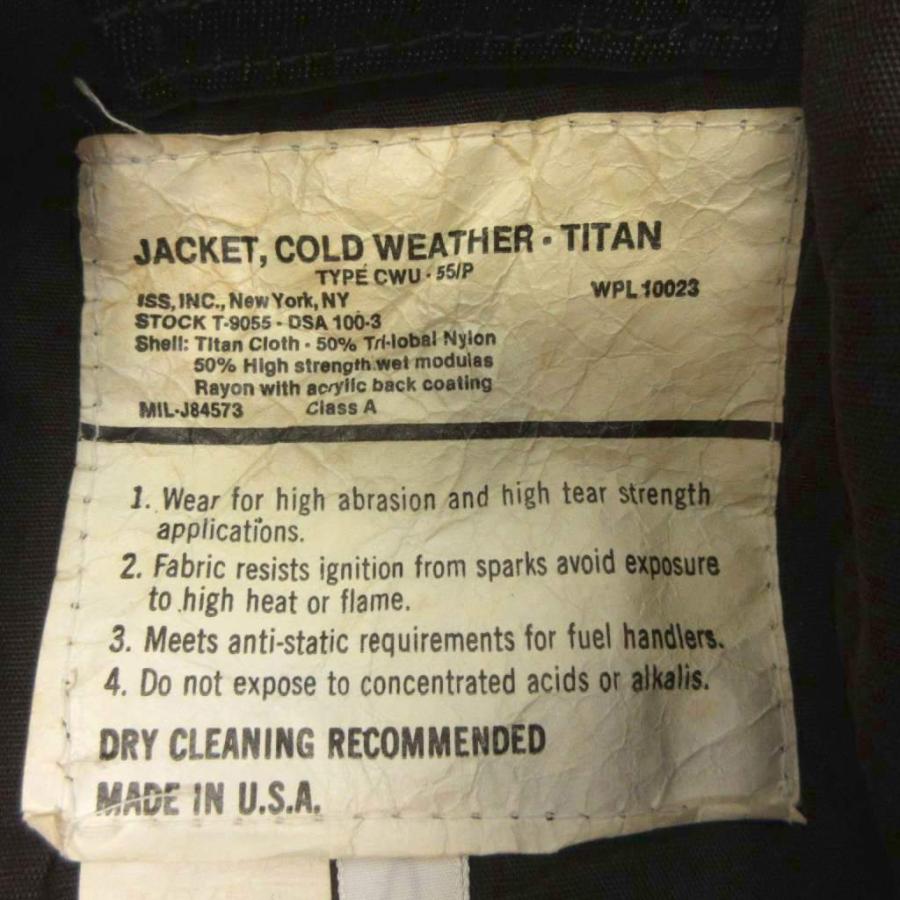 JACKET, COLD WEATHER · TITAN
TYPE CWU · 55/P
WPL 10023
ISS, INC., New York, NY
STOCK T-9055 - DSA 100-3
Shell: Titan Cloth - 50% Tri-lobal Nylon
50% High strength wet modulas
Rayon with acrylic back coating
MIL-J84573 Class A
1. Wear for high abrasion and high tear strength
applications.
2. Fabric resists ignition from sparks avoid exposure
to high heat or flame.
3. Meets anti-static requirements for fuel handlers.
4. Do not expose to concentrated acids or alkalis.
DRY CLEANING RECOMMENDED
MADE IN U.S.A.